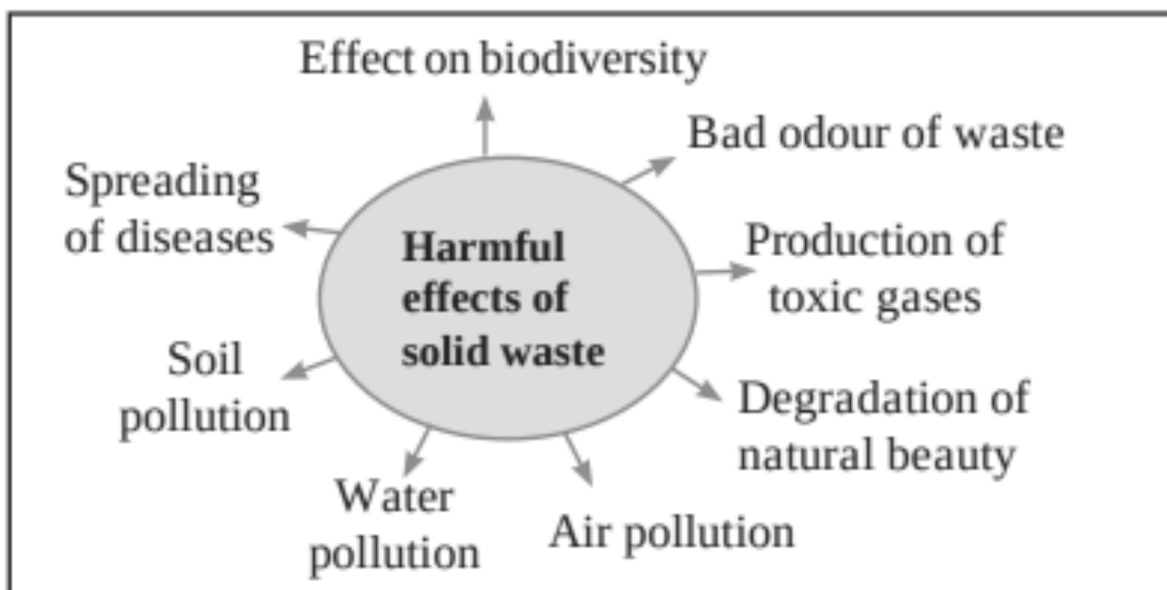 Effect on biodiversity
Bad odour of waste
Spreading
of diseases
Production of
toxic gases
Harmful
effects of
solid waste
Soil
pollution
Degradation of
natural beauty
Water
pollution
Air pollution